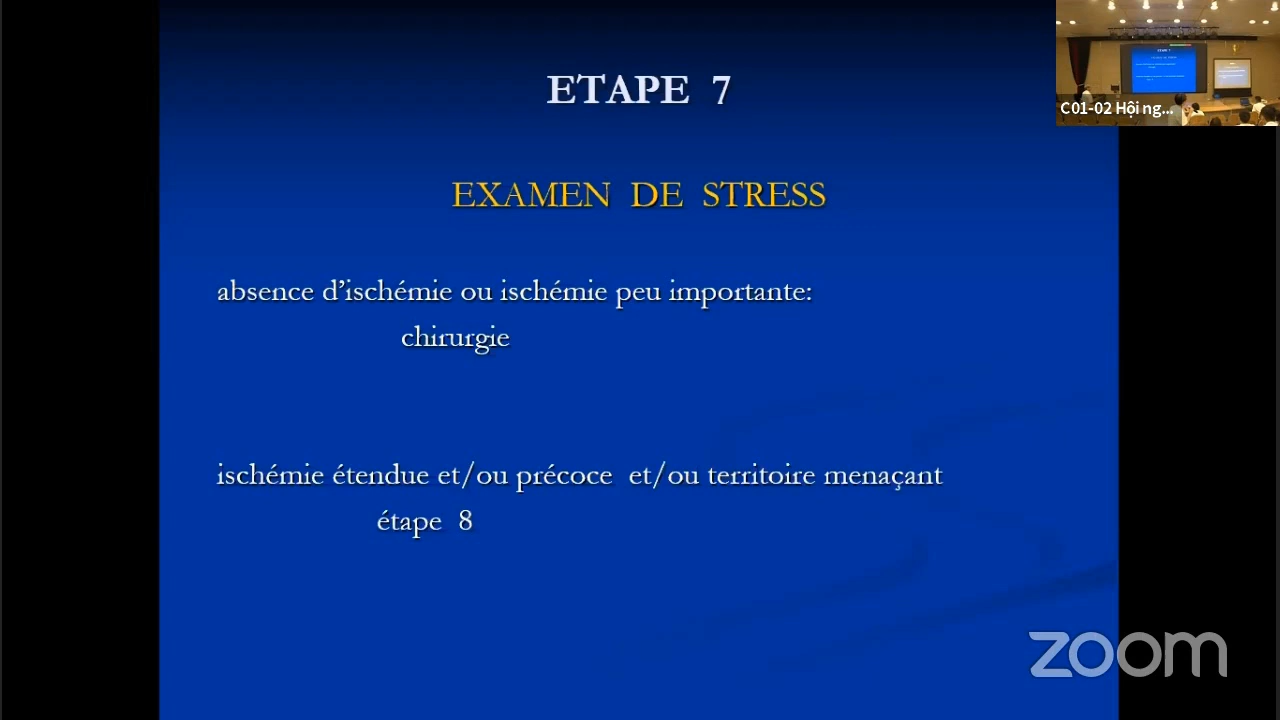 ETAPE 7
C01-02 Hội ng...
EXAMEN DE STRESS
absence d'ischémie ou ischémie peu importante:
chirurgie
ischémie étendue et/ou précoce et/ou territoire menaçant
étape 8
zoom